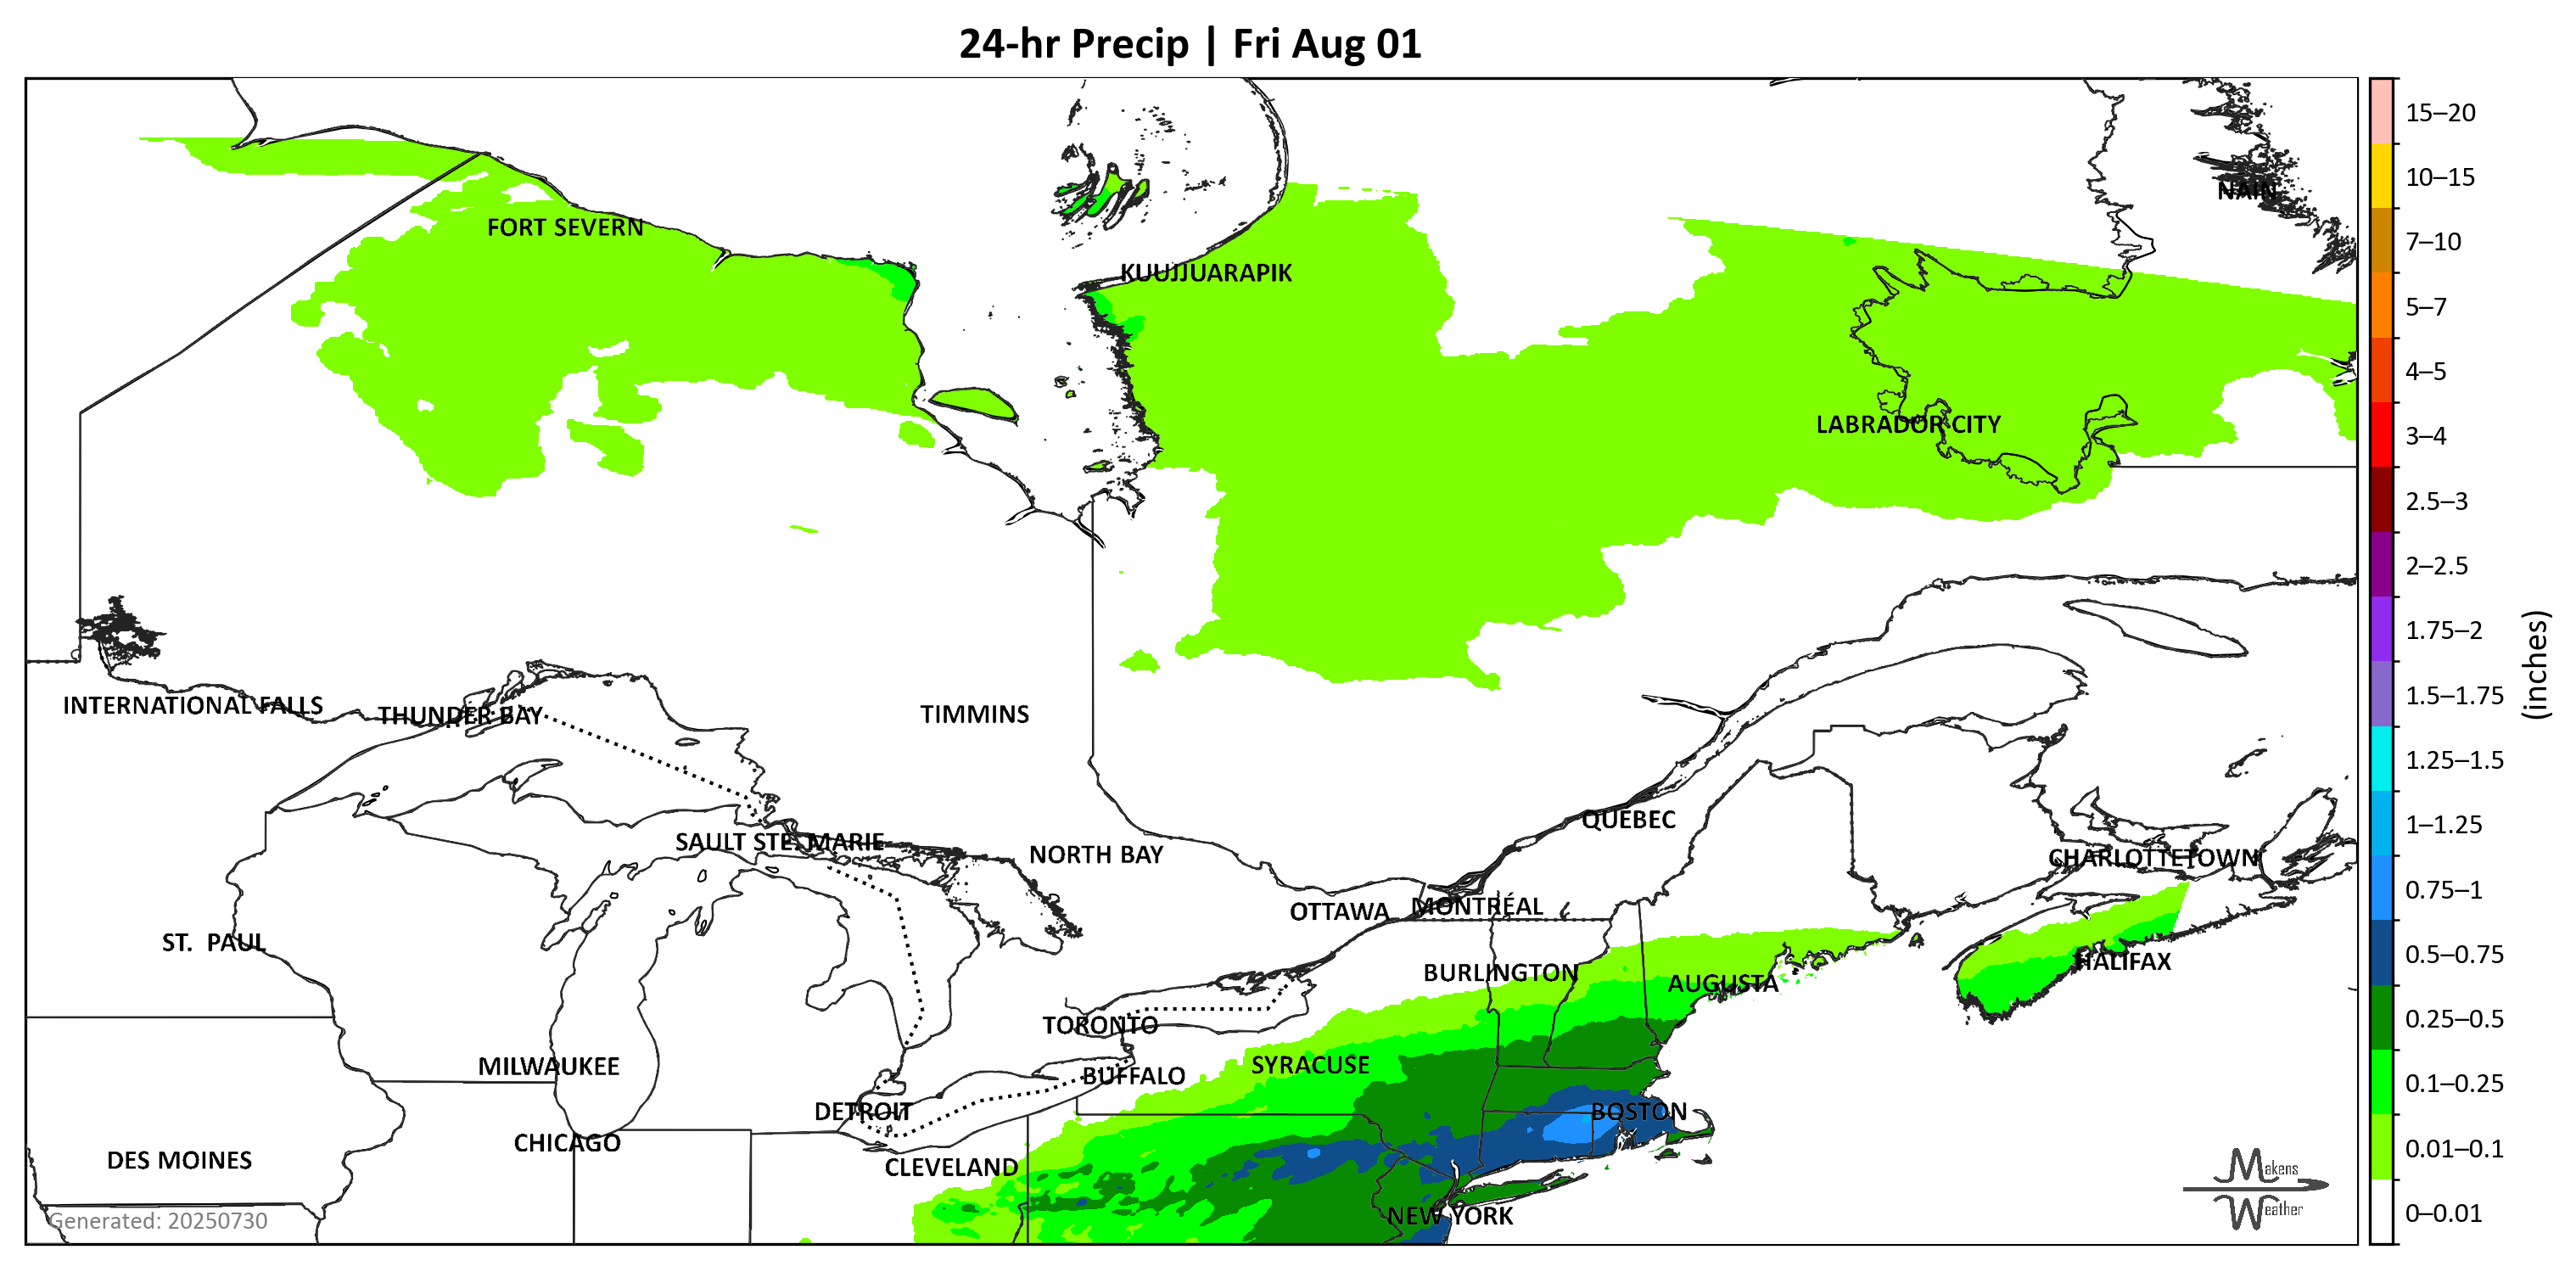 24-hr Precip | Fri Aug 01
NAIN
FORT SEVERN
KUUJJUARAPIK
LABRADOR CITY
INTERNATIONAL FALLS
THUNDER BAY
TIMMINS
QUEBEC
SAULT STE. MARIE
NORTH BAY
CHARLOTTETOWN
OTTAWA
MONTRÉAL
ST. PAUL
HALIFAX
BURLINGTON
AUGUSTA
TORONTO
MILWAUKEE
SYRACUSE
BUFFALO
DETROIT
BOSTON
CHICAGO
DES MOINES
CLEVELAND
NEW YORK
Generated: 20250730
Makens
Weather
15–20
10–15
7–10
5–7
4–5
3–4
2.5–3
2–2.5
1.75–2
1.5–1.75
1.25–1.5
1–1.25
0.75–1
0.5–0.75
0.25–0.5
0.1–0.25
0.01–0.1
0–0.01
(inches)